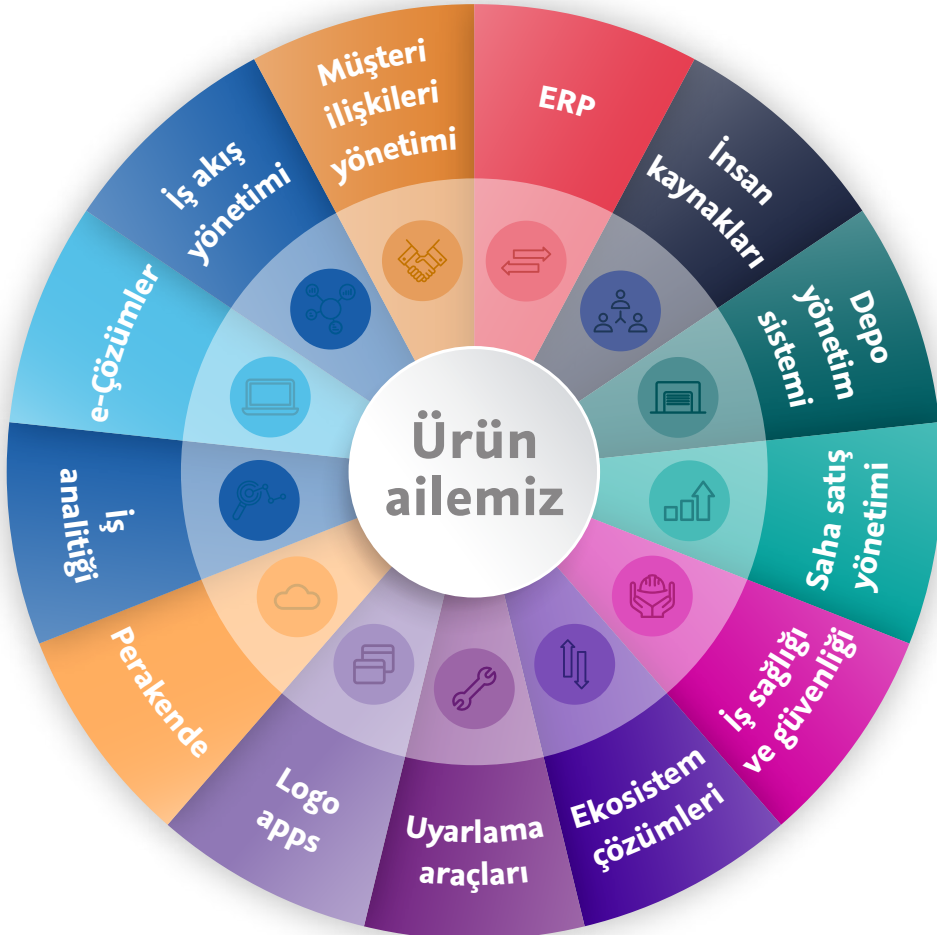 Ürün
ailemiz
ERP
İnsan
kaynakları
Depo
yönetim
sistemi
Saha satış
yönetimi
İş sağlığı
ve güvenliği
Ekosistem
çözümleri
Uyarlama
araçları
Logo
apps
Perakende
İş
analitiği
e-Çözümler
İş akış
yönetimi
Müşteri
ilişkileri
yönetimi